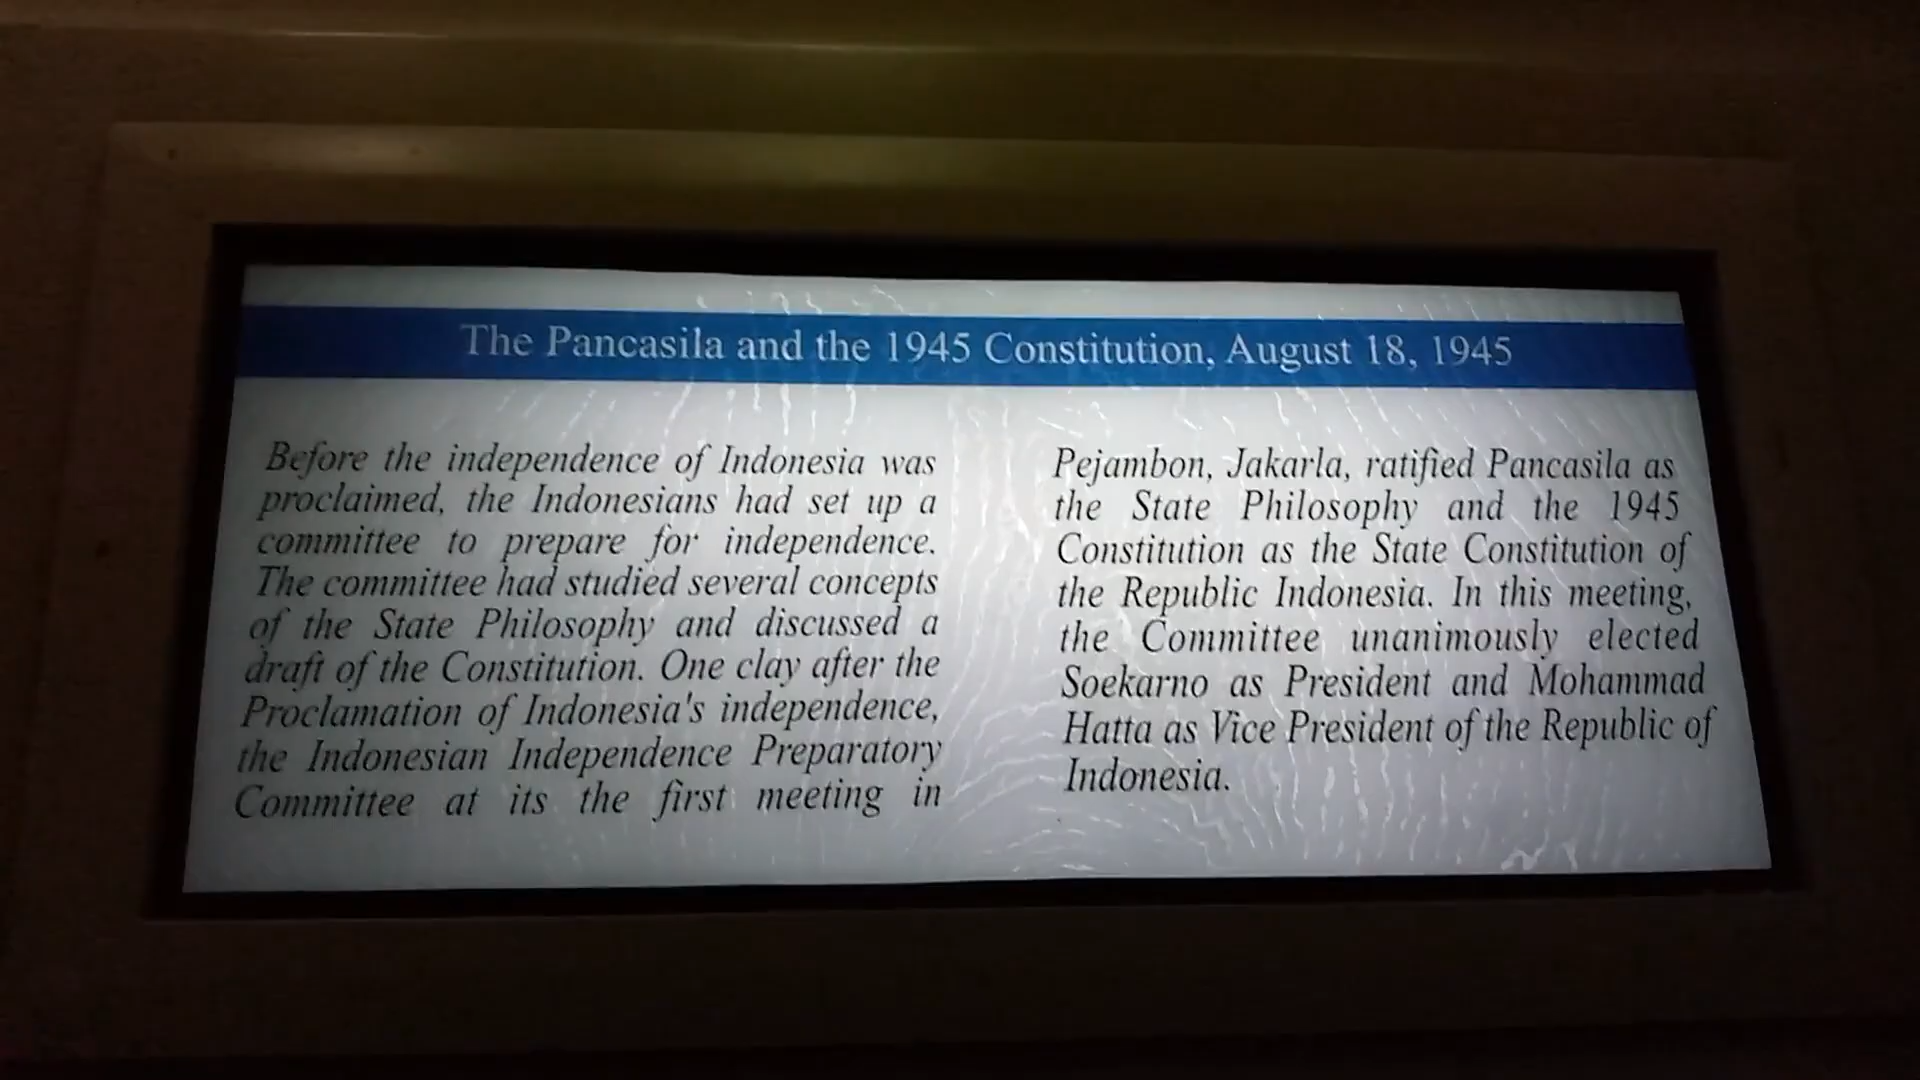 The Pancasila and the 1945 Constitution, August 18, 1945
Before the independence of Indonesia was
proclaimed, the Indonesians had set up a
committee to prepare for independence.
The committee had studied several concepts
of the State Philosophy and discussed a
draft of the Constitution. One clay after the
Proclamation of Indonesia's independence,
the Indonesian Independence Preparatory
Committee at its the first meeting in
Pejambon, Jakarla, ratified Pancasila as
the State Philosophy and the 1945
Constitution as the State Constitution of
the Republic Indonesia. In this meeting,
the Committee unanimously elected
Soekarno as President and Mohammad
Hatta as Vice President of the Republic of
Indonesia.